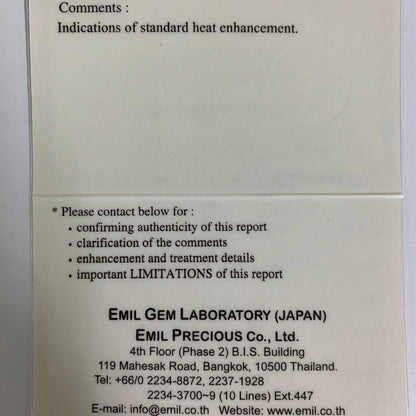 Comments :
Indications of standard heat enhancement.
* Please contact below for :
• confirming authenticity of this report
• clarification of the comments
• enhancement and treatment details
• important LIMITATIONS of this report
EMIL GEM LABORATORY (JAPAN)
EMIL PRECIOUS Co., Ltd.
4th Floor (Phase 2) B.I.S. Building
119 Mahesak Road, Bangkok, 10500 Thailand.
Tel: +66/0 2234-8872, 2237-1928
2234-3700~9 (10 Lines) Ext.447
E-mail: info@emil.co.th Website: www.emil.co.th